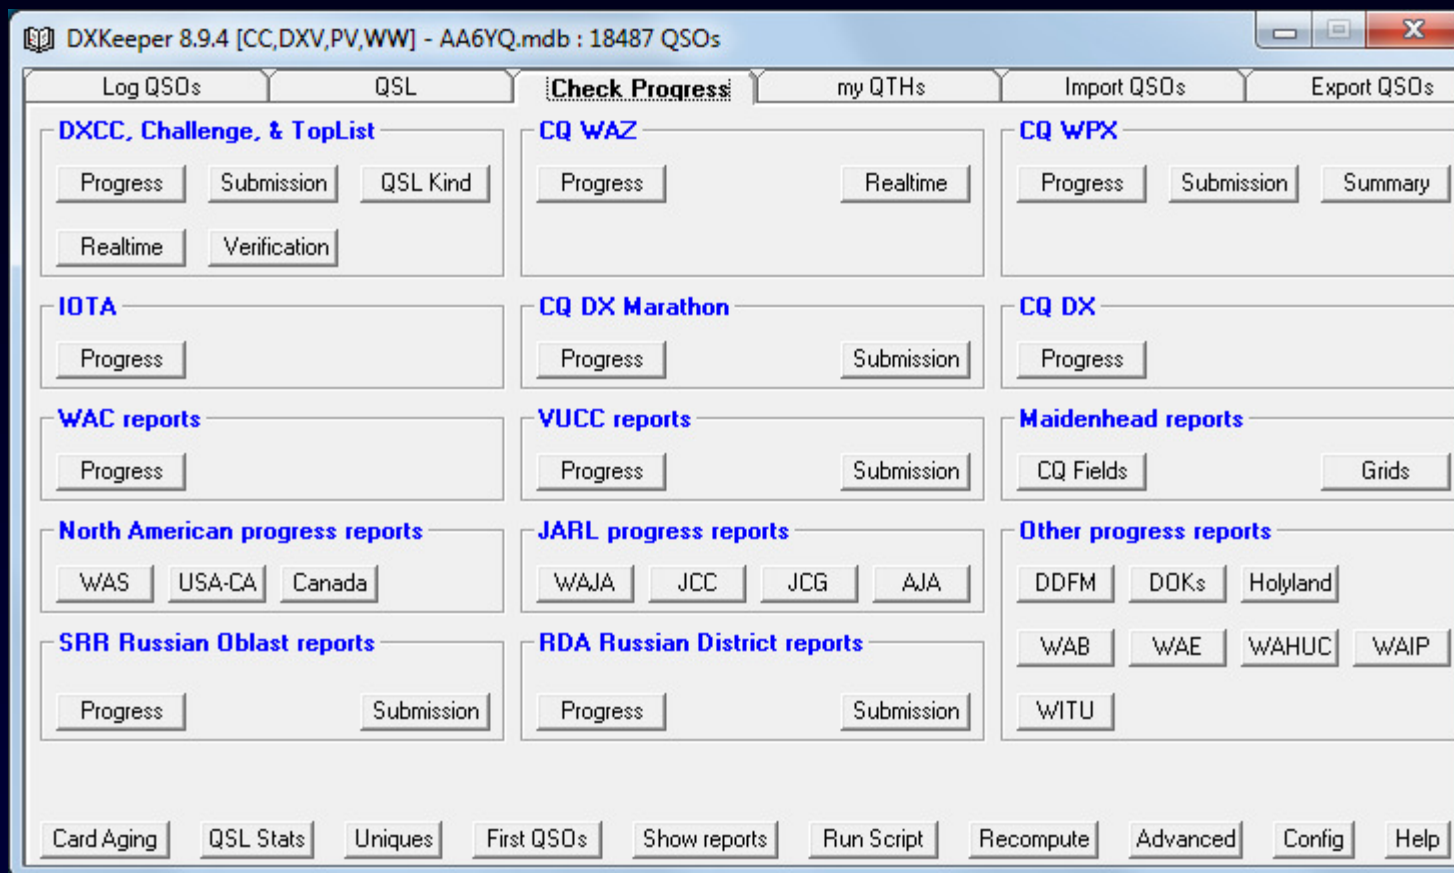 DXKeeper 8.9.4 [CC,DXV,PV,WW] - AA6YQ.mdb : 18487 QSOs
Log QSOs QSL Check Progress my QTHs Import QSOs Export QSOs
DXCC, Challenge, & TopList CQ WAZ CQ WPX
Progress Submission QSL Kind Progress Realtime Progress Submission Summary
Realtime Verification
IOTA CQ DX Marathon CQ DX
Progress Progress Submission Progress
WAC reports VUCC reports Maidenhead reports
Progress Progress Submission CQ Fields Grids
North American progress reports JARL progress reports Other progress reports
WAS USA-CA Canada WAJA JCC JCG AJA DDFM DOKs Holyland
SRR Russian Oblast reports RDA Russian District reports WAB WAE WAHUC WAIP
Progress Submission Progress Submission WITU
Card Aging QSL Stats Uniques First QSOs Show reports Run Script Recompute Advanced Config Help